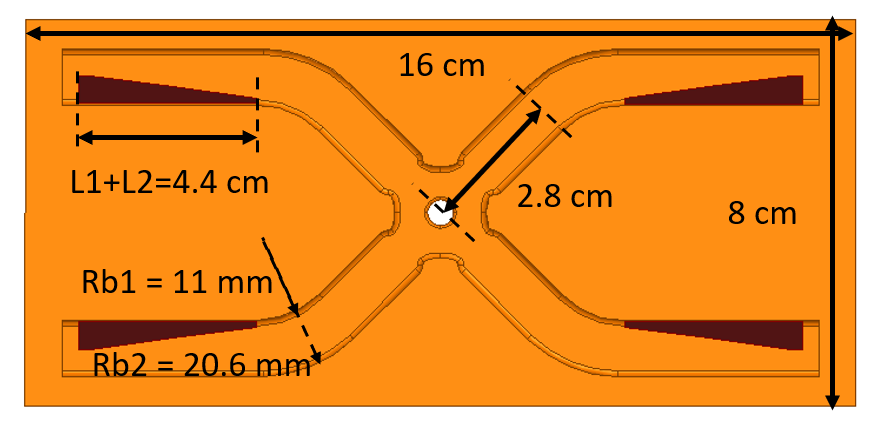 16 cm
L1+L2=4.4 cm
2.8 cm
8 cm
Rb1 = 11 mm
Rb2 = 20.6 mm